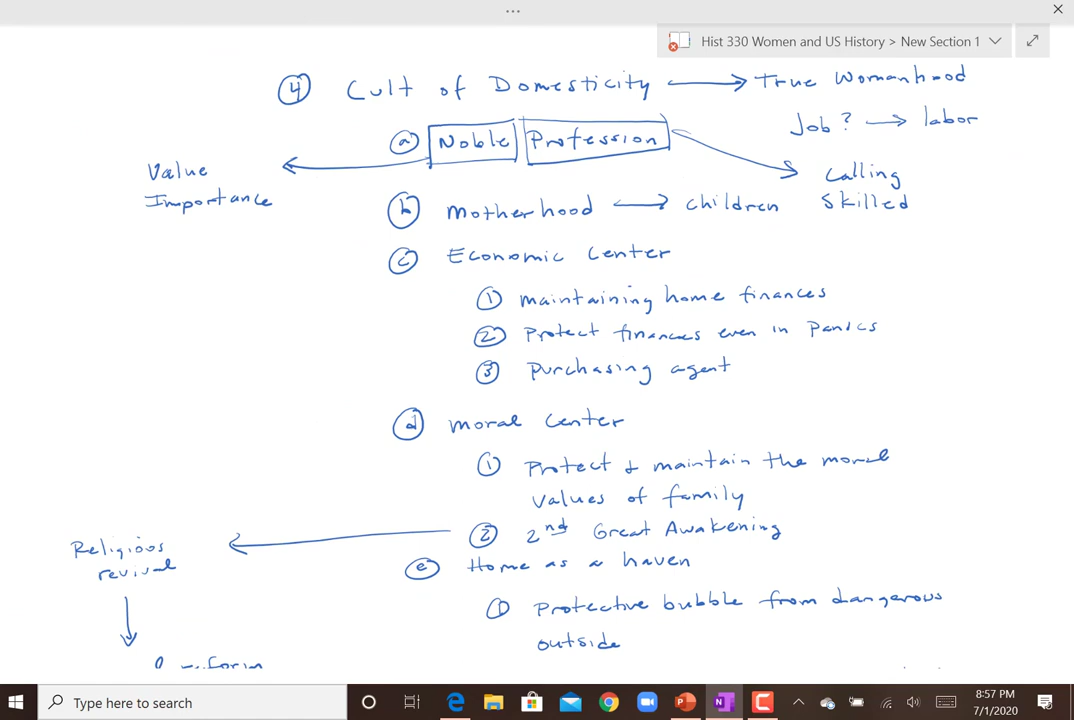 Hist 330 Women and US History > New Section 1
4 Cult of Domesticity → True Womanhood
Job? → labor
a Noble Profession
Value
Importance
Calling
Skilled
b Motherhood ↔ children
c Economic Center
1 maintaining home finances
2 Protect finances even in Panics
3 Purchasing agent
d Moral Center
1 Protect & maintain the moral
values of family
2 2nd Great Awakening
Religious
revival
e Home as a haven
1 Protective bubble from dangerous
outside
Type here to search
8:57 PM
7/1/2020